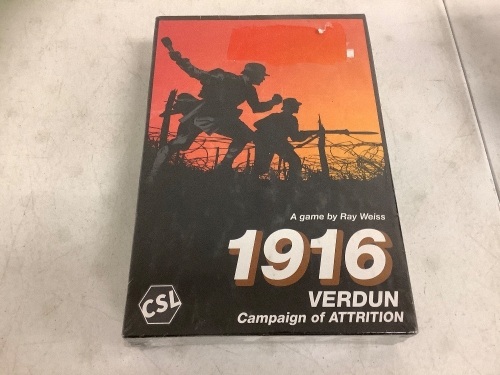 A game by Ray Weiss
1916
VERDUN
Campaign of ATTRITION
CSL